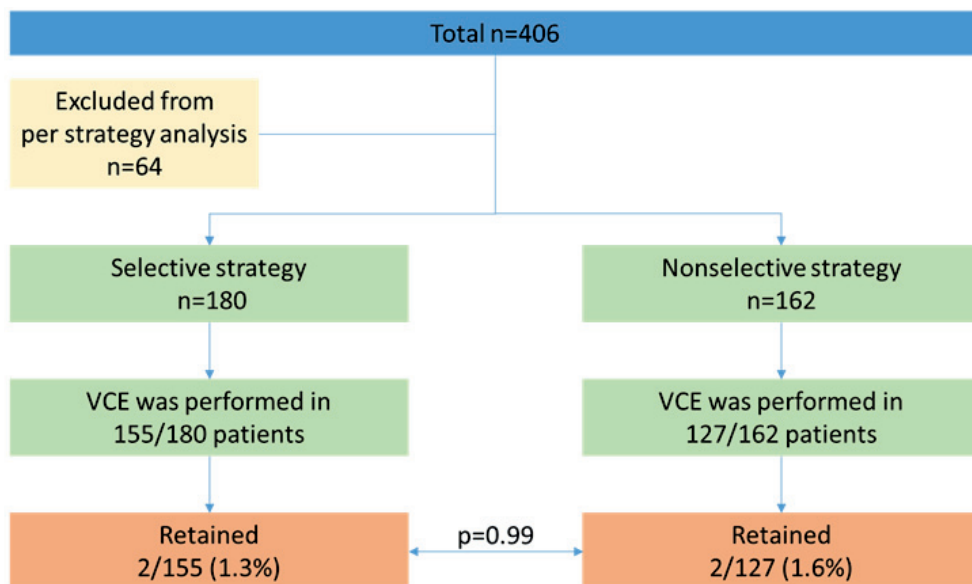 Total n=406
Excluded from
per strategy analysis
n=64
Selective strategy
n=180
Nonselective strategy
n=162
VCE was performed in
155/180 patients
VCE was performed in
127/162 patients
Retained
2/155 (1.3%)
p=0.99
Retained
2/127 (1.6%)